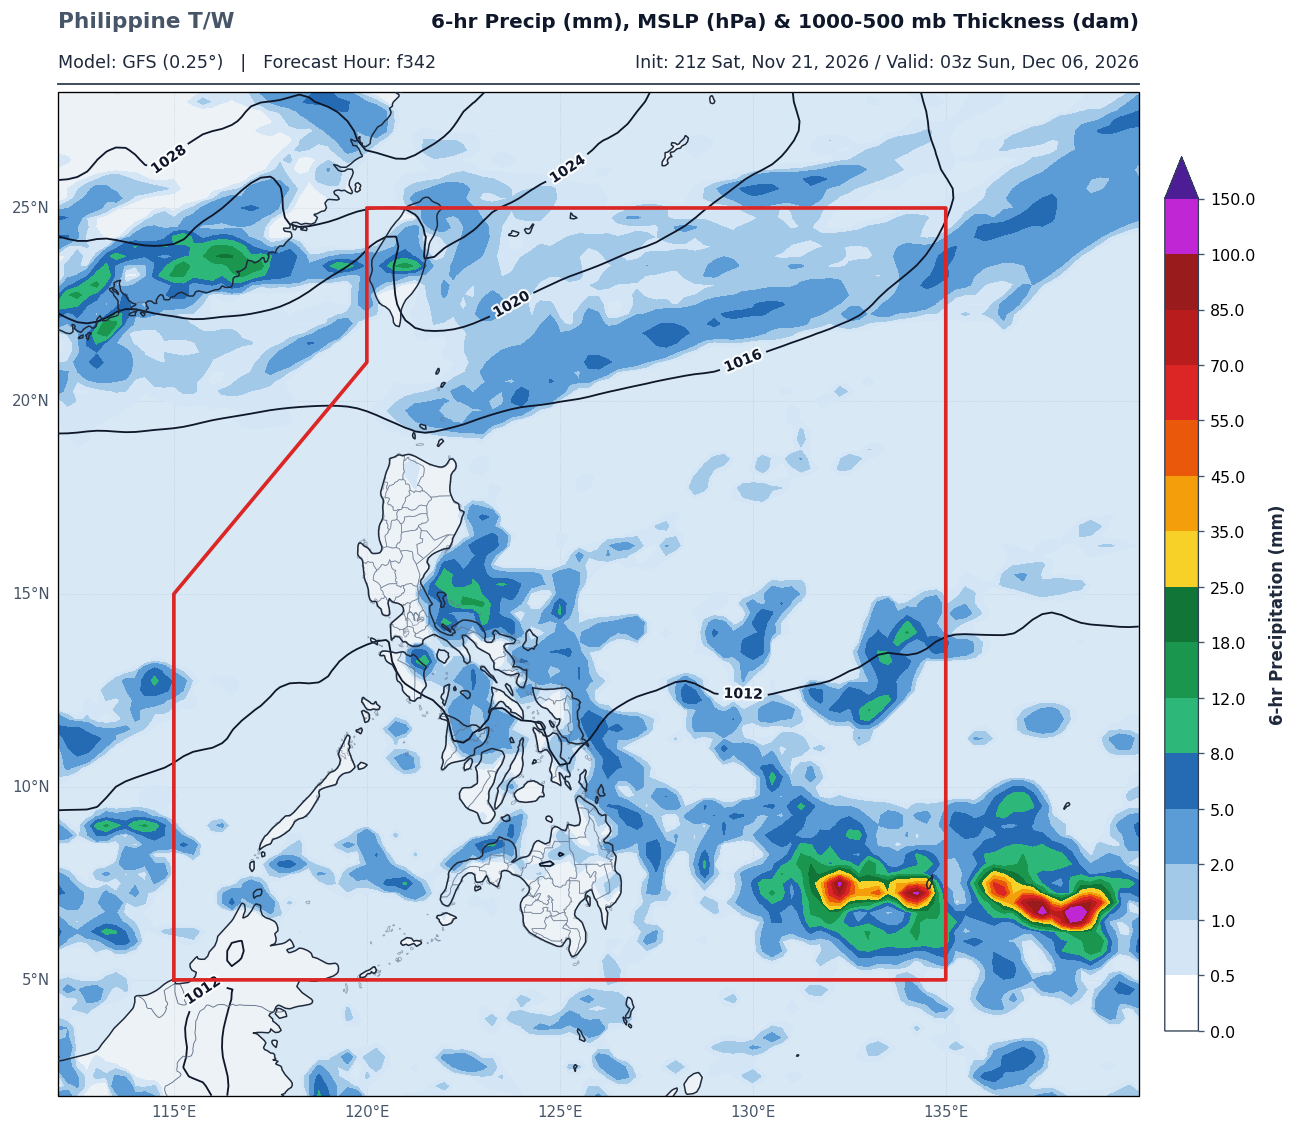 Philippine T/W
6-hr Precip (mm), MSLP (hPa) & 1000-500 mb Thickness (dam)
Model: GFS (0.25°) | Forecast Hour: f342
Init: 21z Sat, Nov 21, 2026 / Valid: 03z Sun, Dec 06, 2026
1028
1024
1020
1016
1012
1012
25°N
20°N
15°N
10°N
5°N
115°E
120°E
125°E
130°E
135°E
150.0
100.0
85.0
70.0
55.0
45.0
35.0
25.0
18.0
12.0
8.0
5.0
2.0
1.0
0.5
0.0
6-hr Precipitation (mm)